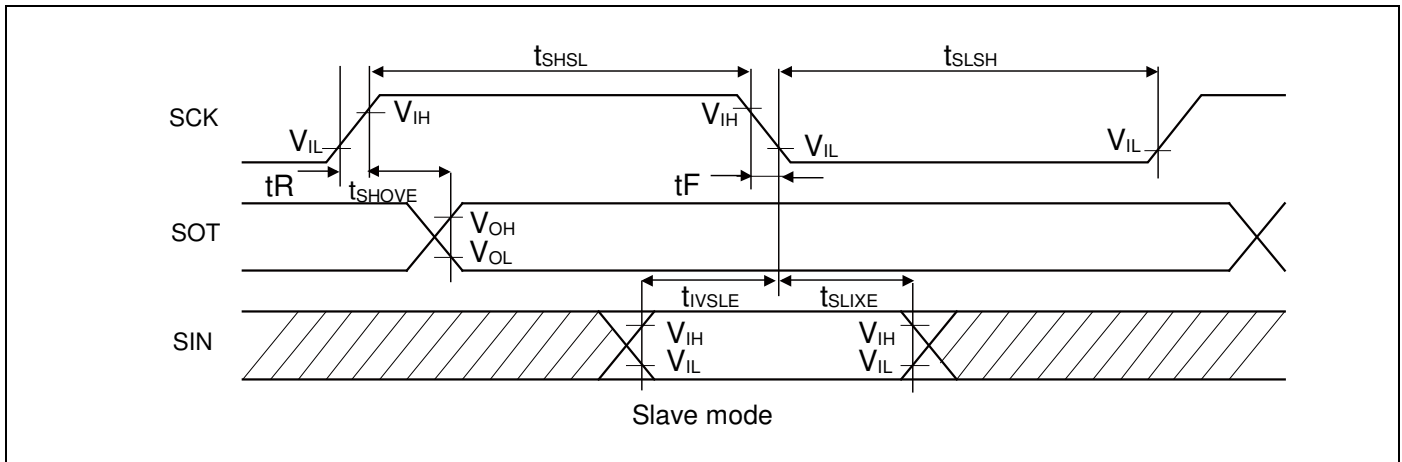 tSHSL tSLSH
SCK VIH VIH
VIL VIL VIL
tR tSHOVE tF
SOT VOH
VOL
tIVSLE tSLIXE
SIN VIH VIH
VIL VIL
Slave mode